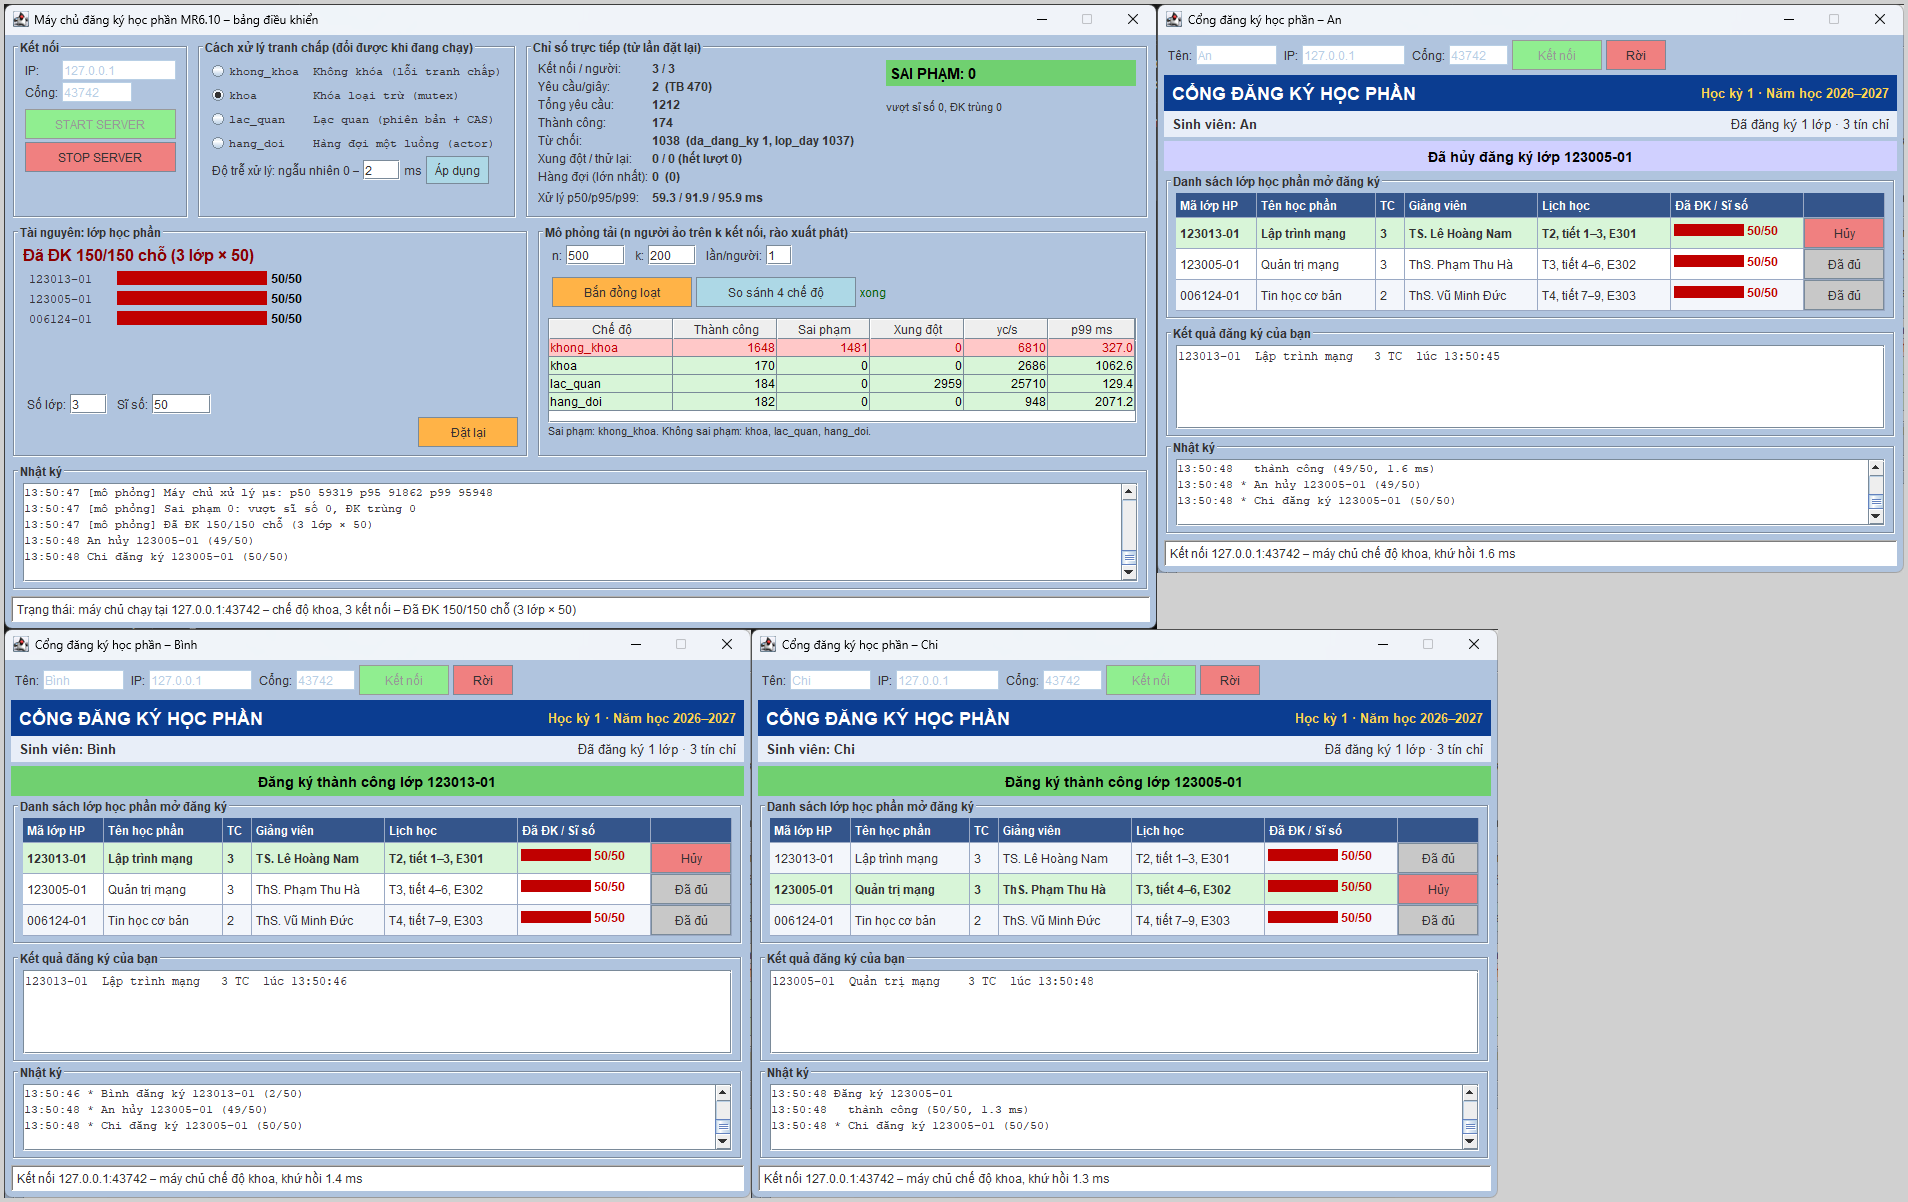 Máy chủ đăng ký học phần MR6.10 – bảng điều khiển
Kết nối
IP: 127.0.0.1
Cổng: 43742
START SERVER
STOP SERVER
Cách xử lý tranh chấp (đổi được khi đang chạy)
khong_khoa Không khóa (lỗi tranh chấp)
khoa Khóa loại trừ (mutex)
lac_quan Lạc quan (phiên bản + CAS)
hang_doi Hàng đợi một luồng (actor)
Độ trễ xử lý: ngẫu nhiên 0 – 2 ms Áp dụng
Chỉ số trực tiếp (từ lần đặt lại)
Kết nối / người: 3 / 3
Yêu cầu/giây: 2 (TB 470)
Tổng yêu cầu: 1212
Thành công: 174
Từ chối: 1038 (da_dang_ky 1, lop_day 1037)
Xung đột / thử lại: 0 / 0 (hết lượt 0)
Hàng đợi (lớn nhất): 0 (0)
Xử lý p50/p95/p99: 59.3 / 91.9 / 95.9 ms
SAI PHẠM: 0
vượt sĩ số 0, ĐK trùng 0
Tài nguyên: lớp học phần
Đã ĐK 150/150 chỗ (3 lớp × 50)
123013-01 50/50
123005-01 50/50
006124-01 50/50
Số lớp: 3 Sĩ số: 50
Đặt lại
Mô phỏng tải (n người ảo trên k kết nối, rào xuất phát)
n: 500 k: 200 lần/người: 1
Bắn đồng loạt So sánh 4 chế độ xong
Chế độ Thành công Sai phạm Xung đột yc/s p99 ms
khong_khoa 1648 1481 0 6810 327.0
khoa 170 0 0 2686 1062.6
lac_quan 184 0 2959 25710 129.4
hang_doi 182 0 0 948 2071.2
Sai phạm: khong_khoa. Không sai phạm: khoa, lac_quan, hang_doi.
Nhật ký
13:50:47 [mô phỏng] Máy chủ xử lý µs: p50 59319 p95 91862 p99 95948
13:50:47 [mô phỏng] Sai phạm 0: vượt sĩ số 0, ĐK trùng 0
13:50:47 [mô phỏng] Đã ĐK 150/150 chỗ (3 lớp × 50)
13:50:48 An hủy 123005-01 (49/50)
13:50:48 Chi đăng ký 123005-01 (50/50)
Trạng thái: máy chủ chạy tại 127.0.0.1:43742 – chế độ khoa, 3 kết nối – Đã ĐK 150/150 chỗ (3 lớp × 50)
Cổng đăng ký học phần – An
Tên: An IP: 127.0.0.1 Cổng: 43742 Kết nối Rời
CỔNG ĐĂNG KÝ HỌC PHẦN Học kỳ 1 · Năm học 2026–2027
Sinh viên: An Đã đăng ký 1 lớp · 3 tín chỉ
Đã hủy đăng ký lớp 123005-01
Danh sách lớp học phần mở đăng ký
Mã lớp HP Tên học phần TC Giảng viên Lịch học Đã ĐK / Sĩ số
123013-01 Lập trình mạng 3 TS. Lê Hoàng Nam T2, tiết 1–3, E301 50/50 Hủy
123005-01 Quản trị mạng 3 ThS. Phạm Thu Hà T3, tiết 4–6, E302 50/50 Đã đủ
006124-01 Tin học cơ bản 2 ThS. Vũ Minh Đức T4, tiết 7–9, E303 50/50 Đã đủ
Kết quả đăng ký của bạn
123013-01 Lập trình mạng 3 TC lúc 13:50:45
Nhật ký
13:50:48 thành công (49/50, 1.6 ms)
13:50:48 * An hủy 123005-01 (49/50)
13:50:48 * Chi đăng ký 123005-01 (50/50)
Kết nối 127.0.0.1:43742 – máy chủ chế độ khoa, khứ hồi 1.6 ms
Cổng đăng ký học phần – Bình
Tên: Bình IP: 127.0.0.1 Cổng: 43742 Kết nối Rời
CỔNG ĐĂNG KÝ HỌC PHẦN Học kỳ 1 · Năm học 2026–2027
Sinh viên: Bình Đã đăng ký 1 lớp · 3 tín chỉ
Đăng ký thành công lớp 123013-01
Danh sách lớp học phần mở đăng ký
Mã lớp HP Tên học phần TC Giảng viên Lịch học Đã ĐK / Sĩ số
123013-01 Lập trình mạng 3 TS. Lê Hoàng Nam T2, tiết 1–3, E301 50/50 Hủy
123005-01 Quản trị mạng 3 ThS. Phạm Thu Hà T3, tiết 4–6, E302 50/50 Đã đủ
006124-01 Tin học cơ bản 2 ThS. Vũ Minh Đức T4, tiết 7–9, E303 50/50 Đã đủ
Kết quả đăng ký của bạn
123013-01 Lập trình mạng 3 TC lúc 13:50:46
Nhật ký
13:50:46 * Bình đăng ký 123013-01 (2/50)
13:50:48 * An hủy 123005-01 (49/50)
13:50:48 * Chi đăng ký 123005-01 (50/50)
Kết nối 127.0.0.1:43742 – máy chủ chế độ khoa, khứ hồi 1.4 ms
Cổng đăng ký học phần – Chi
Tên: Chi IP: 127.0.0.1 Cổng: 43742 Kết nối Rời
CỔNG ĐĂNG KÝ HỌC PHẦN Học kỳ 1 · Năm học 2026–2027
Sinh viên: Chi Đã đăng ký 1 lớp · 3 tín chỉ
Đăng ký thành công lớp 123005-01
Danh sách lớp học phần mở đăng ký
Mã lớp HP Tên học phần TC Giảng viên Lịch học Đã ĐK / Sĩ số
123013-01 Lập trình mạng 3 TS. Lê Hoàng Nam T2, tiết 1–3, E301 50/50 Đã đủ
123005-01 Quản trị mạng 3 ThS. Phạm Thu Hà T3, tiết 4–6, E302 50/50 Hủy
006124-01 Tin học cơ bản 2 ThS. Vũ Minh Đức T4, tiết 7–9, E303 50/50 Đã đủ
Kết quả đăng ký của bạn
123005-01 Quản trị mạng 3 TC lúc 13:50:48
Nhật ký
13:50:48 Đăng ký 123005-01
13:50:48 thành công (50/50, 1.3 ms)
13:50:48 * Chi đăng ký 123005-01 (50/50)
Kết nối 127.0.0.1:43742 – máy chủ chế độ khoa, khứ hồi 1.3 ms